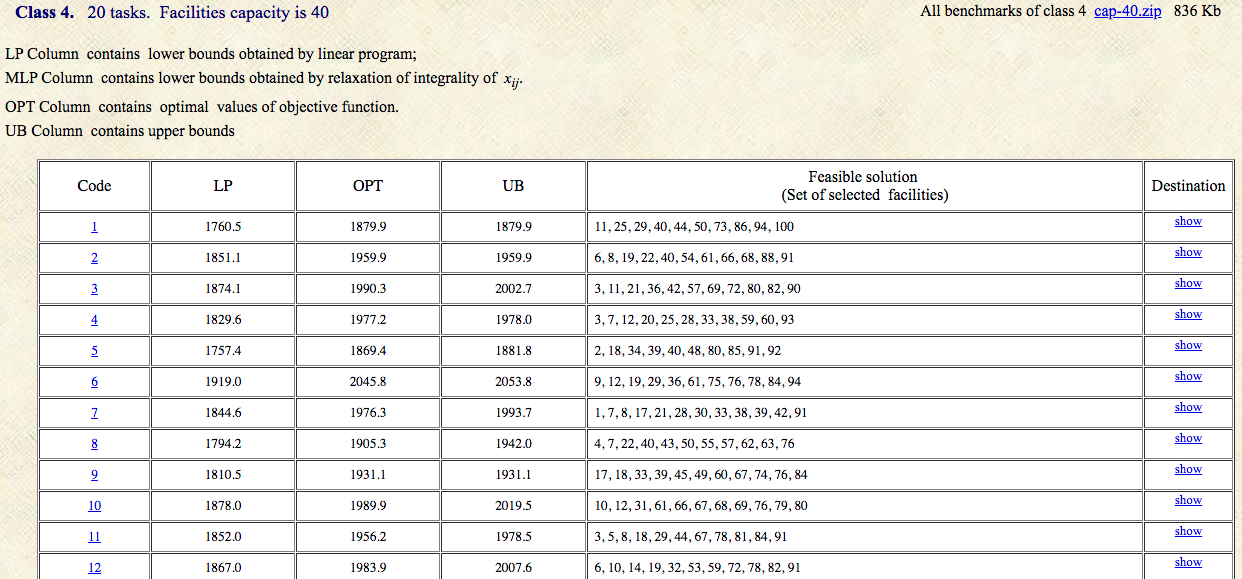 Class 4. 20 tasks. Facilities capacity is 40
All benchmarks of class 4 cap-40.zip 836 Kb
LP Column contains lower bounds obtained by linear program;
MLP Column contains lower bounds obtained by relaxation of integrality of xij.
OPT Column contains optimal values of objective function.
UB Column contains upper bounds
Code LP OPT UB Feasible solution (Set of selected facilities) Destination
1 1760.5 1879.9 1879.9 11, 25, 29, 40, 44, 50, 73, 86, 94, 100 show
2 1851.1 1959.9 1959.9 6, 8, 19, 22, 40, 54, 61, 66, 68, 88, 91 show
3 1874.1 1990.3 2002.7 3, 11, 21, 36, 42, 57, 69, 72, 80, 82, 90 show
4 1829.6 1977.2 1978.0 3, 7, 12, 20, 25, 28, 33, 38, 59, 60, 93 show
5 1757.4 1869.4 1881.8 2, 18, 34, 39, 40, 48, 80, 85, 91, 92 show
6 1919.0 2045.8 2053.8 9, 12, 19, 29, 36, 61, 75, 76, 78, 84, 94 show
7 1844.6 1976.3 1993.7 1, 7, 8, 17, 21, 28, 30, 33, 38, 39, 42, 91 show
8 1794.2 1905.3 1942.0 4, 7, 22, 40, 43, 50, 55, 57, 62, 63, 76 show
9 1810.5 1931.1 1931.1 17, 18, 33, 39, 45, 49, 60, 67, 74, 76, 84 show
10 1878.0 1989.9 2019.5 10, 12, 31, 61, 66, 67, 68, 69, 76, 79, 80 show
11 1852.0 1956.2 1978.5 3, 5, 8, 18, 29, 44, 67, 78, 81, 84, 91 show
12 1867.0 1983.9 2007.6 6, 10, 14, 19, 32, 53, 59, 72, 78, 82, 91 show